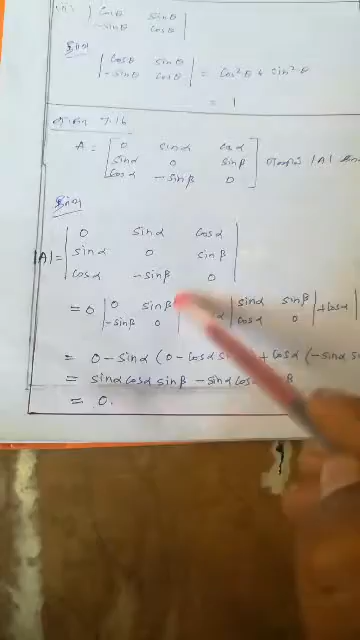 | cosθ sinθ |
| -sinθ cosθ |
தீர்வு
| cosθ sinθ | = cos²θ + sin²θ
| -sinθ cosθ |
= 1
7.16
A = [ 0 sinα cosα ]
[ sinα 0 sinβ ] |A|
[ cosα -sinβ 0 ]
தீர்வு
| 0 sinα cosα |
|A| = | sinα 0 sinβ |
| cosα -sinβ 0 |
= 0 | 0 sinβ | α | sinα sinβ | + cosα |
| -sinβ 0 | | cosα 0 |
= 0 - sinα (0 - cosα + cosα (-sinα
= sinα cosα sinβ - sinα β
= 0.